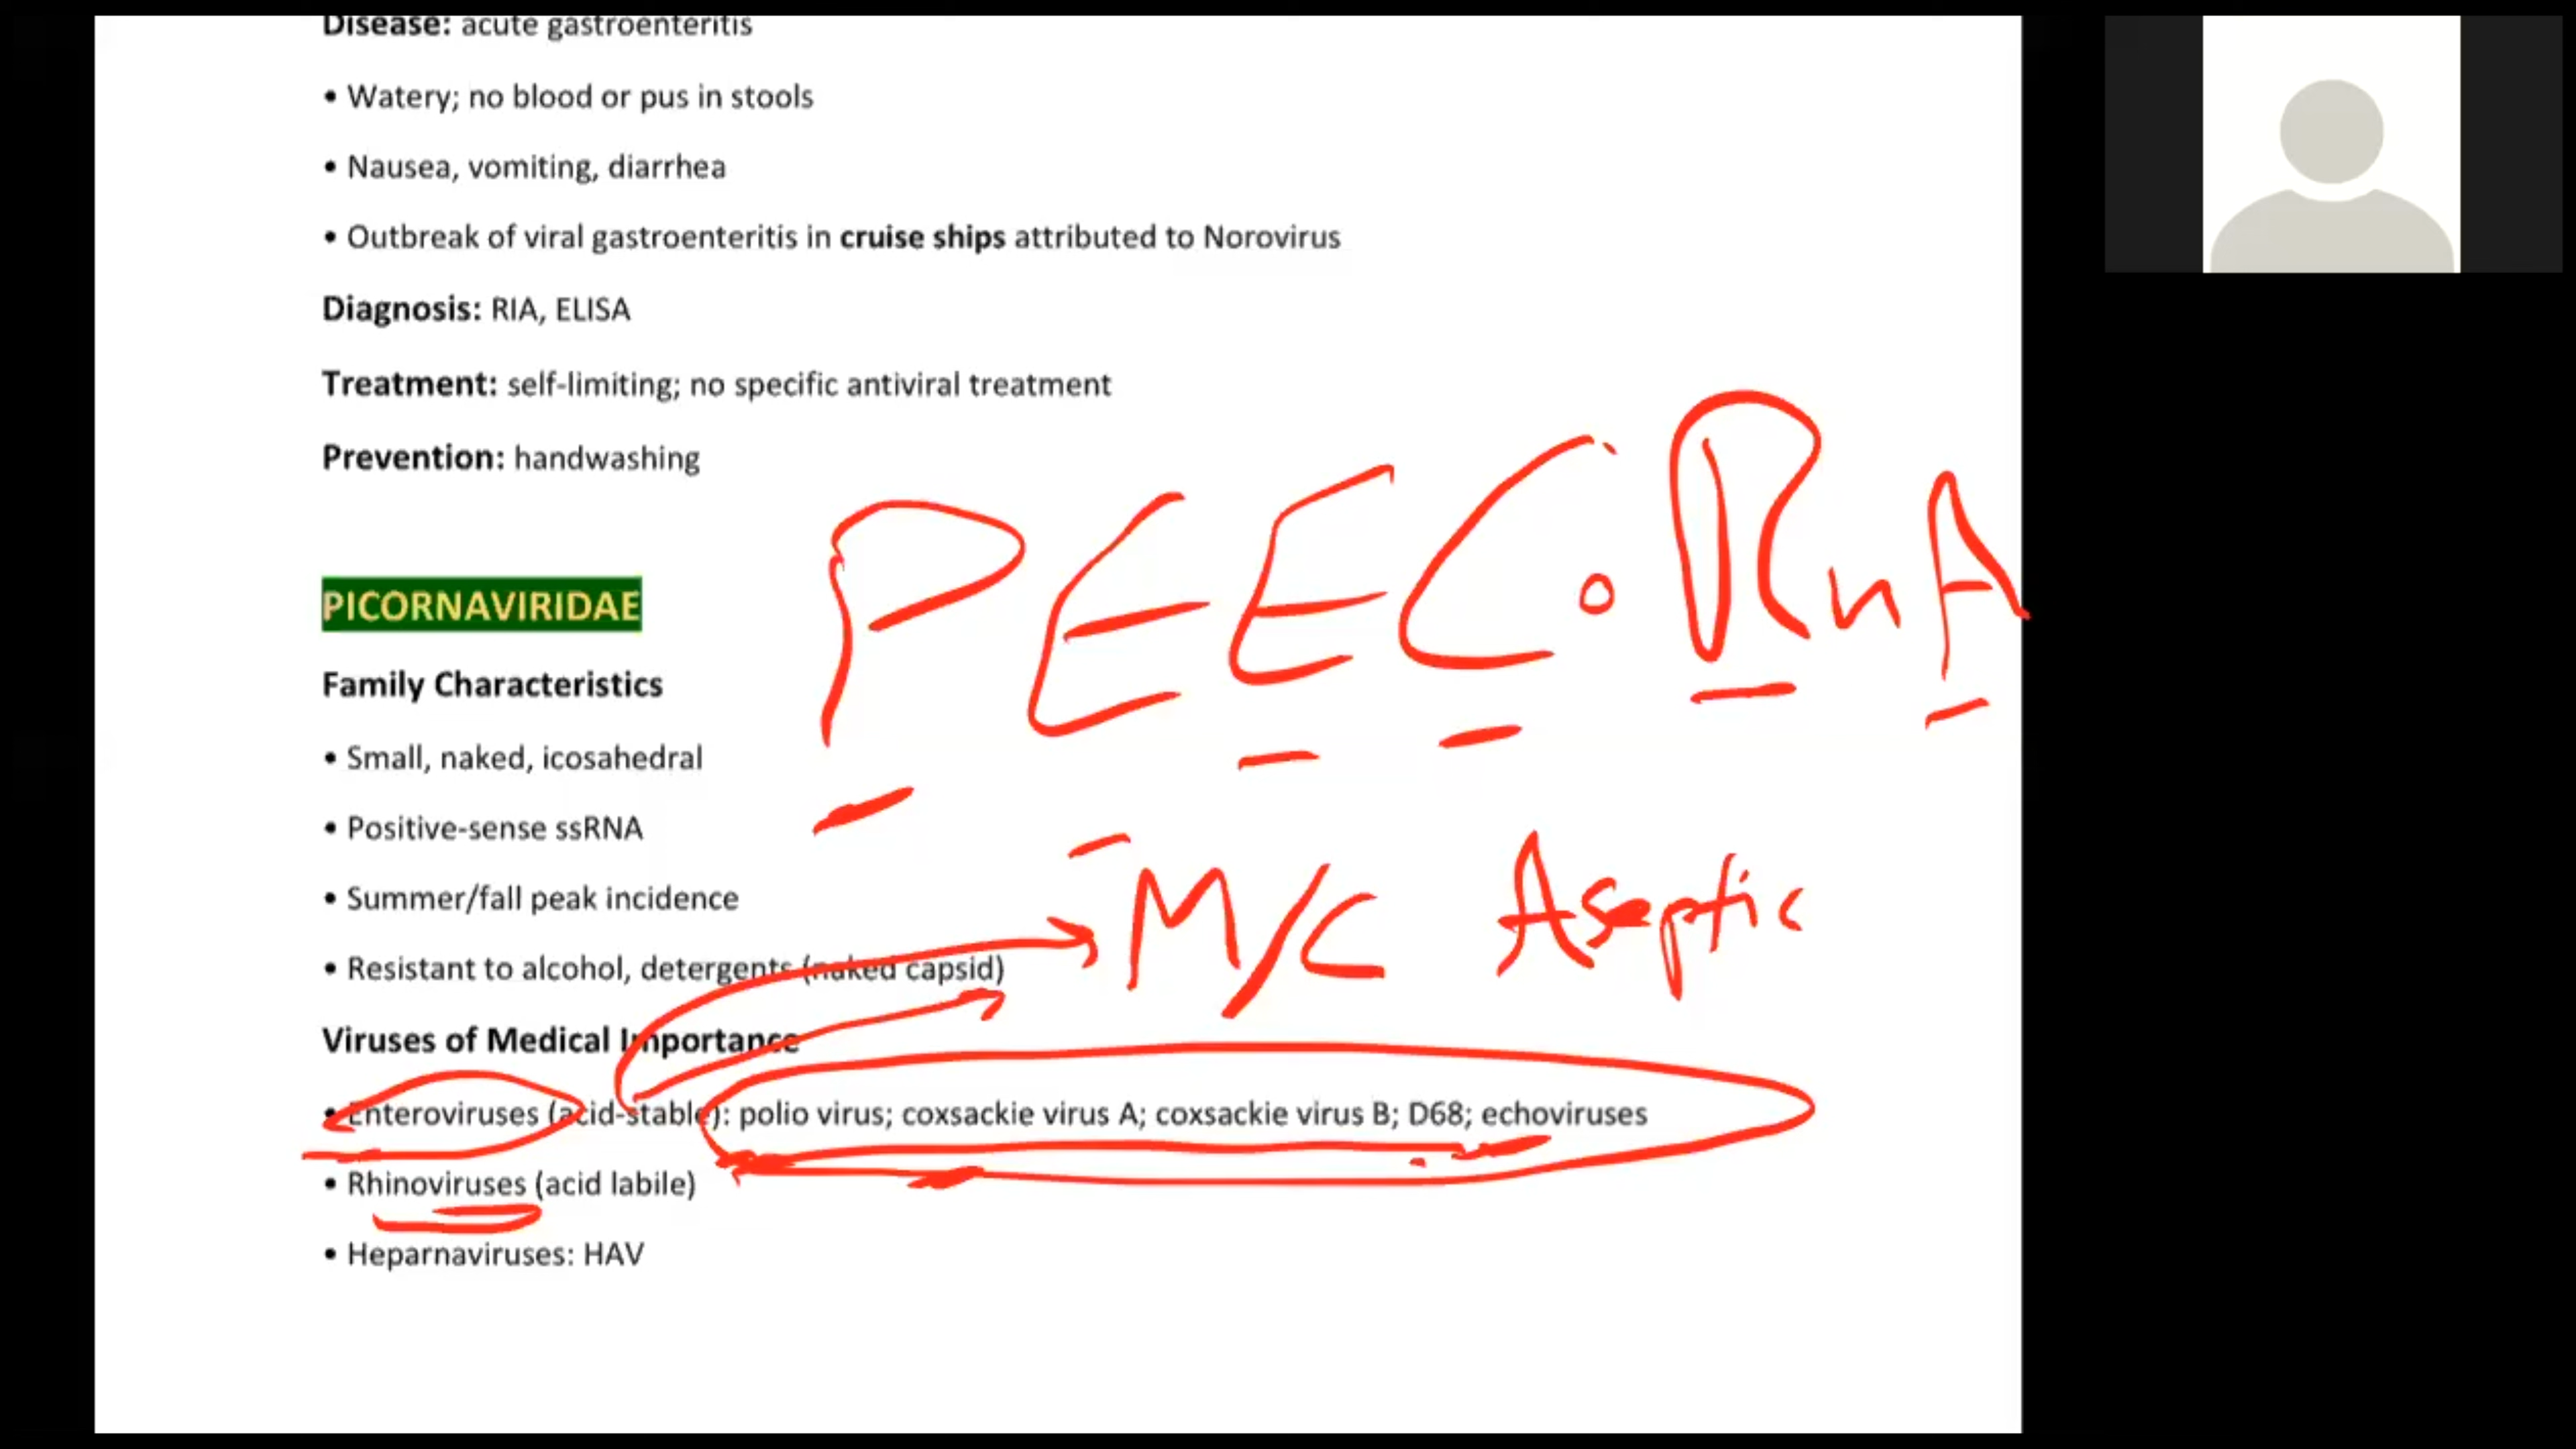 Disease: acute gastroenteritis
• Watery; no blood or pus in stools
• Nausea, vomiting, diarrhea
• Outbreak of viral gastroenteritis in cruise ships attributed to Norovirus
Diagnosis: RIA, ELISA
Treatment: self-limiting; no specific antiviral treatment
Prevention: handwashing
PEECoRnA
PICORNAVIRIDAE
Family Characteristics
• Small, naked, icosahedral
• Positive-sense ssRNA
• Summer/fall peak incidence
M/C Aseptic
• Resistant to alcohol, detergents (naked capsid)
Viruses of Medical Importance
• Enteroviruses (acid-stable): polio virus; coxsackie virus A; coxsackie virus B; D68; echoviruses
• Rhinoviruses (acid labile)
• Heparnaviruses: HAV